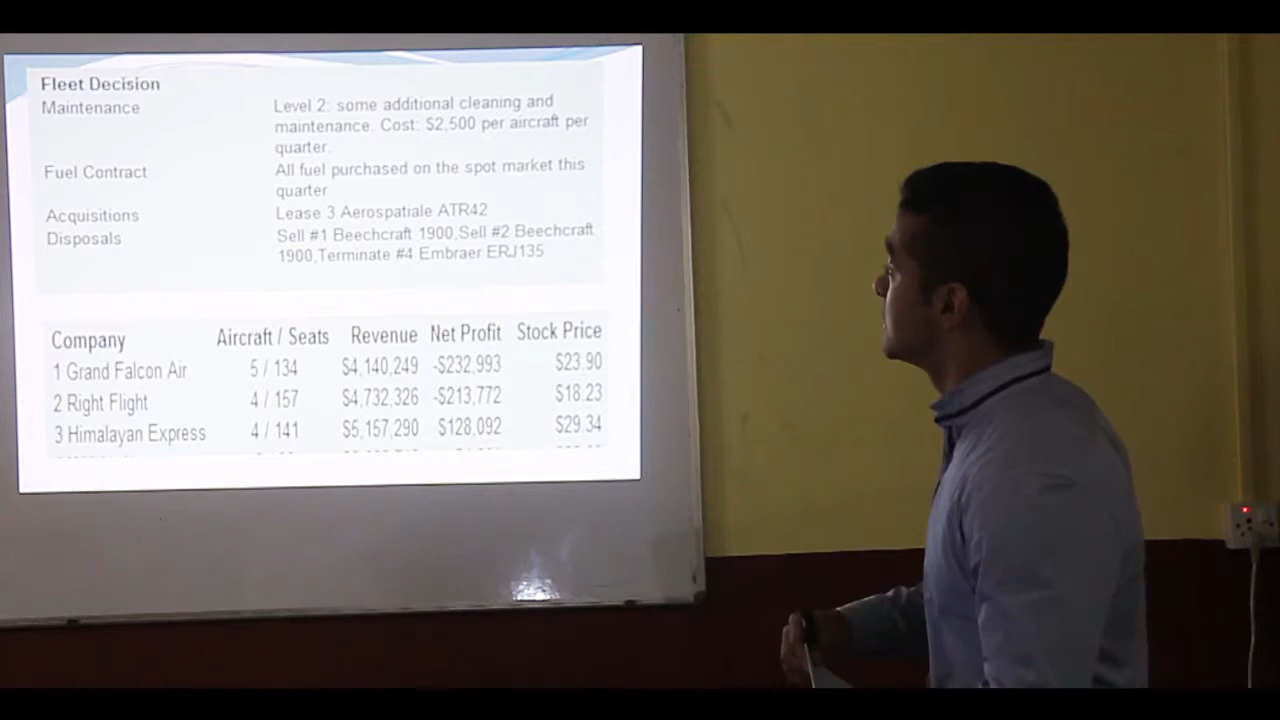 Fleet Decision
Maintenance Level 2: some additional cleaning and
maintenance. Cost: $2,500 per aircraft per
quarter.
Fuel Contract All fuel purchased on the spot market this
quarter
Acquisitions Lease 3 Aerospatiale ATR42
Disposals Sell #1 Beechcraft 1900,Sell #2 Beechcraft
1900,Terminate #4 Embraer ERJ135
Company Aircraft / Seats Revenue Net Profit Stock Price
1 Grand Falcon Air 5 / 134 $4,140,249 -$232,993 $23.90
2 Right Flight 4 / 157 $4,732,326 -$213,772 $18.23
3 Himalayan Express 4 / 141 $5,157,290 $128,092 $29.34